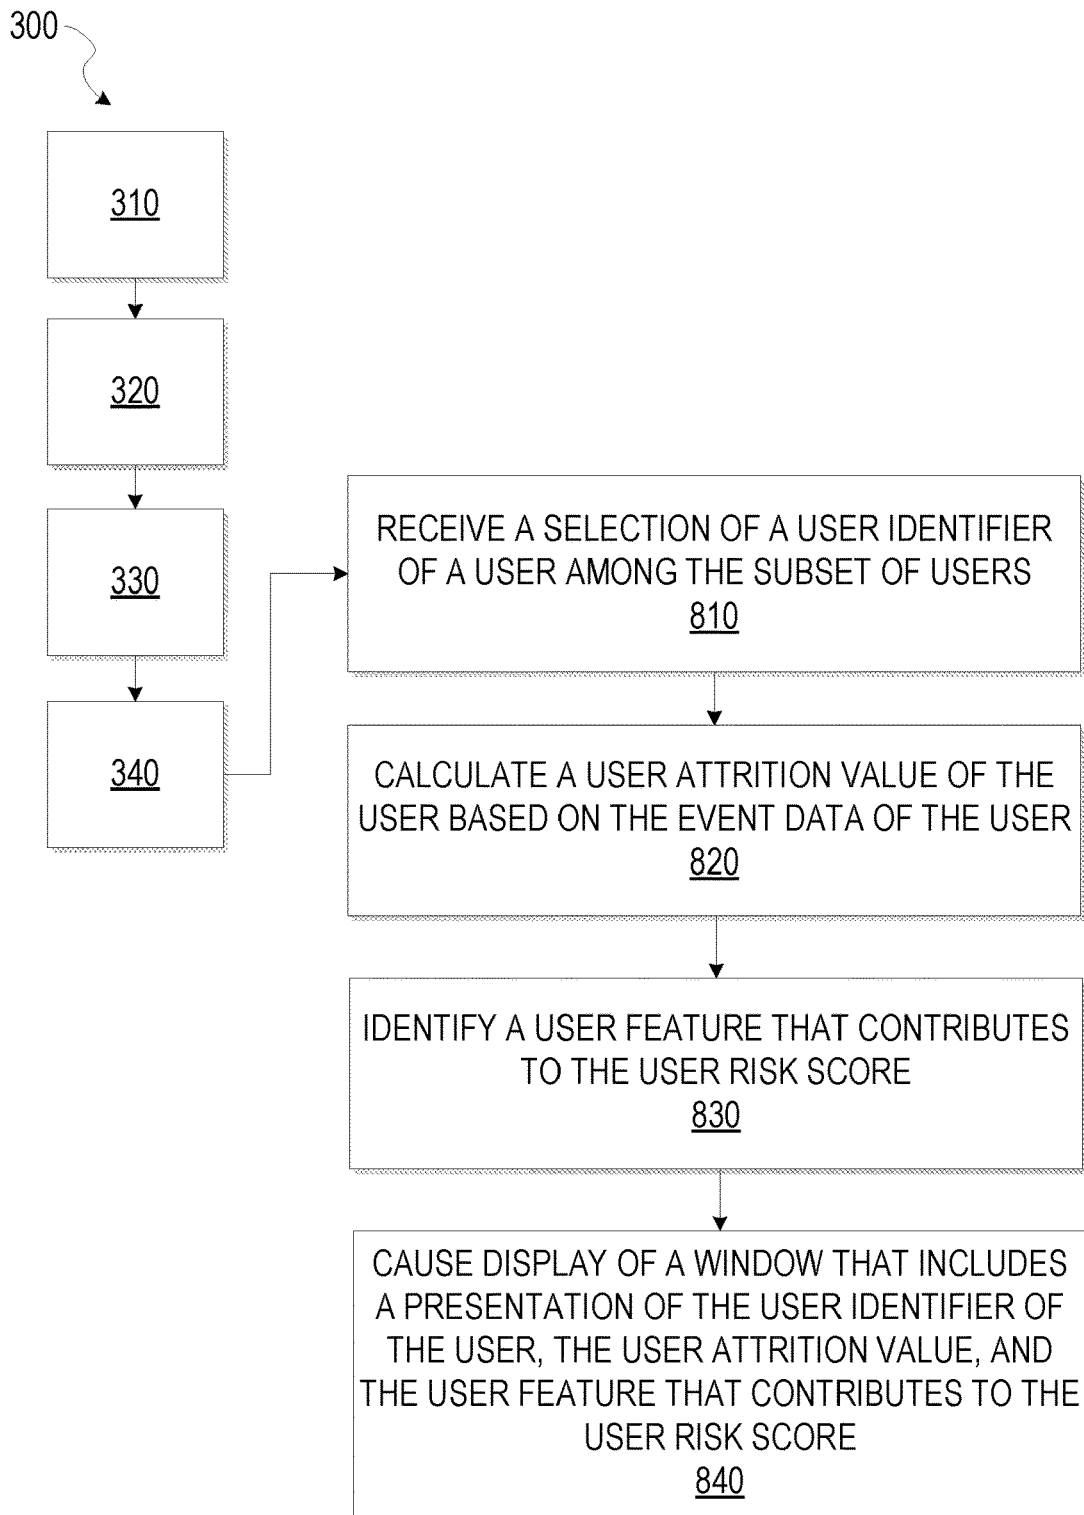 300
310
320
330
340
RECEIVE A SELECTION OF A USER IDENTIFIER
OF A USER AMONG THE SUBSET OF USERS
810
CALCULATE A USER ATTRITION VALUE OF THE
USER BASED ON THE EVENT DATA OF THE USER
820
IDENTIFY A USER FEATURE THAT CONTRIBUTES
TO THE USER RISK SCORE
830
CAUSE DISPLAY OF A WINDOW THAT INCLUDES
A PRESENTATION OF THE USER IDENTIFIER OF
THE USER, THE USER ATTRITION VALUE, AND
THE USER FEATURE THAT CONTRIBUTES TO THE
USER RISK SCORE
840